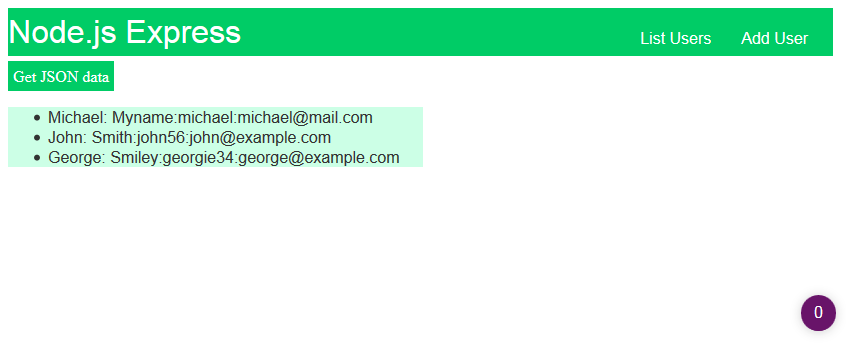 Node.js Express
List Users Add User
Get JSON data
Michael: Myname:michael:michael@mail.com
John: Smith:john56:john@example.com
George: Smiley:georgie34:george@example.com
0